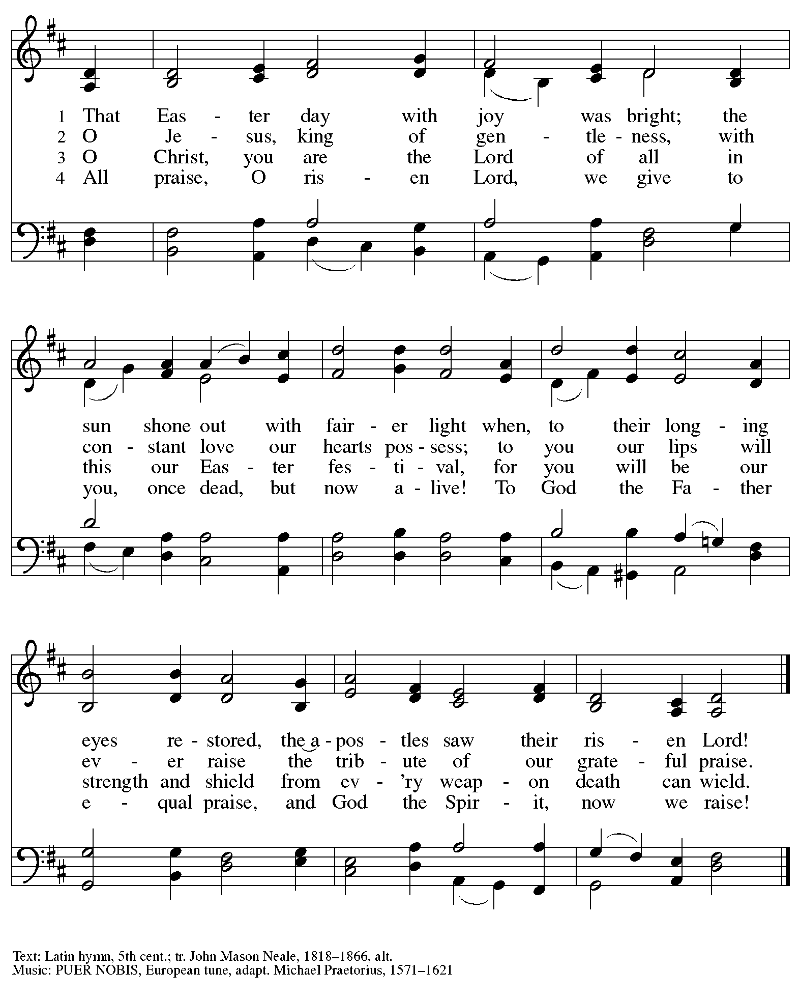 1 That Eas - ter day with joy was bright; the
2 O Je - sus, king of gen - tle - ness, with
3 O Christ, you are the Lord of all in
4 All praise, O ris - en Lord, we give to
sun shone out with fair - er light when, to their long - ing
con - stant love our hearts pos - sess; to you our lips will
this our Eas - ter fes - ti - val, for you will be our
you, once dead, but now a - live! To God the Fa - ther
eyes re - stored, the a - pos - tles saw their ris - en Lord!
ev - er raise the trib - ute of our grate - ful praise.
strength and shield from ev - 'ry weap - on death can wield.
e - qual praise, and God the Spir - it, now we raise!
Text: Latin hymn, 5th cent.; tr. John Mason Neale, 1818–1866, alt.
Music: PUER NOBIS, European tune, adapt. Michael Praetorius, 1571–1621